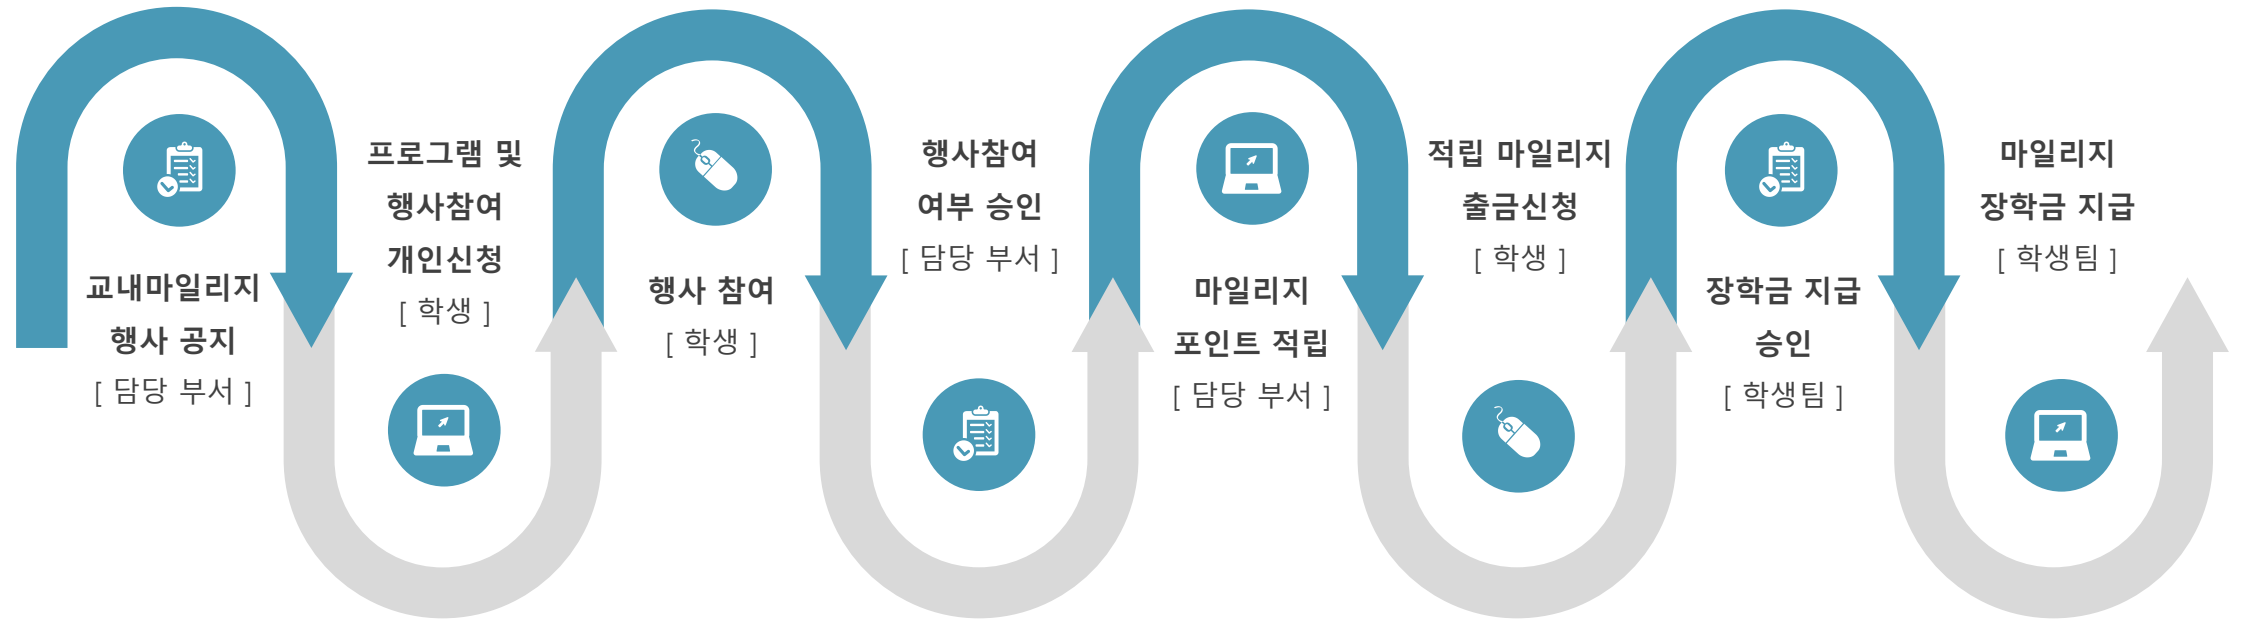 교내마일리지
행사 공지
[ 담당 부서 ]
프로그램 및
행사참여
개인신청
[ 학생 ]
행사 참여
[ 학생 ]
행사참여
여부 승인
[ 담당 부서 ]
마일리지
포인트 적립
[ 담당 부서 ]
적립 마일리지
출금신청
[ 학생 ]
장학금 지급
승인
[ 학생팀 ]
마일리지
장학금 지급
[ 학생팀 ]